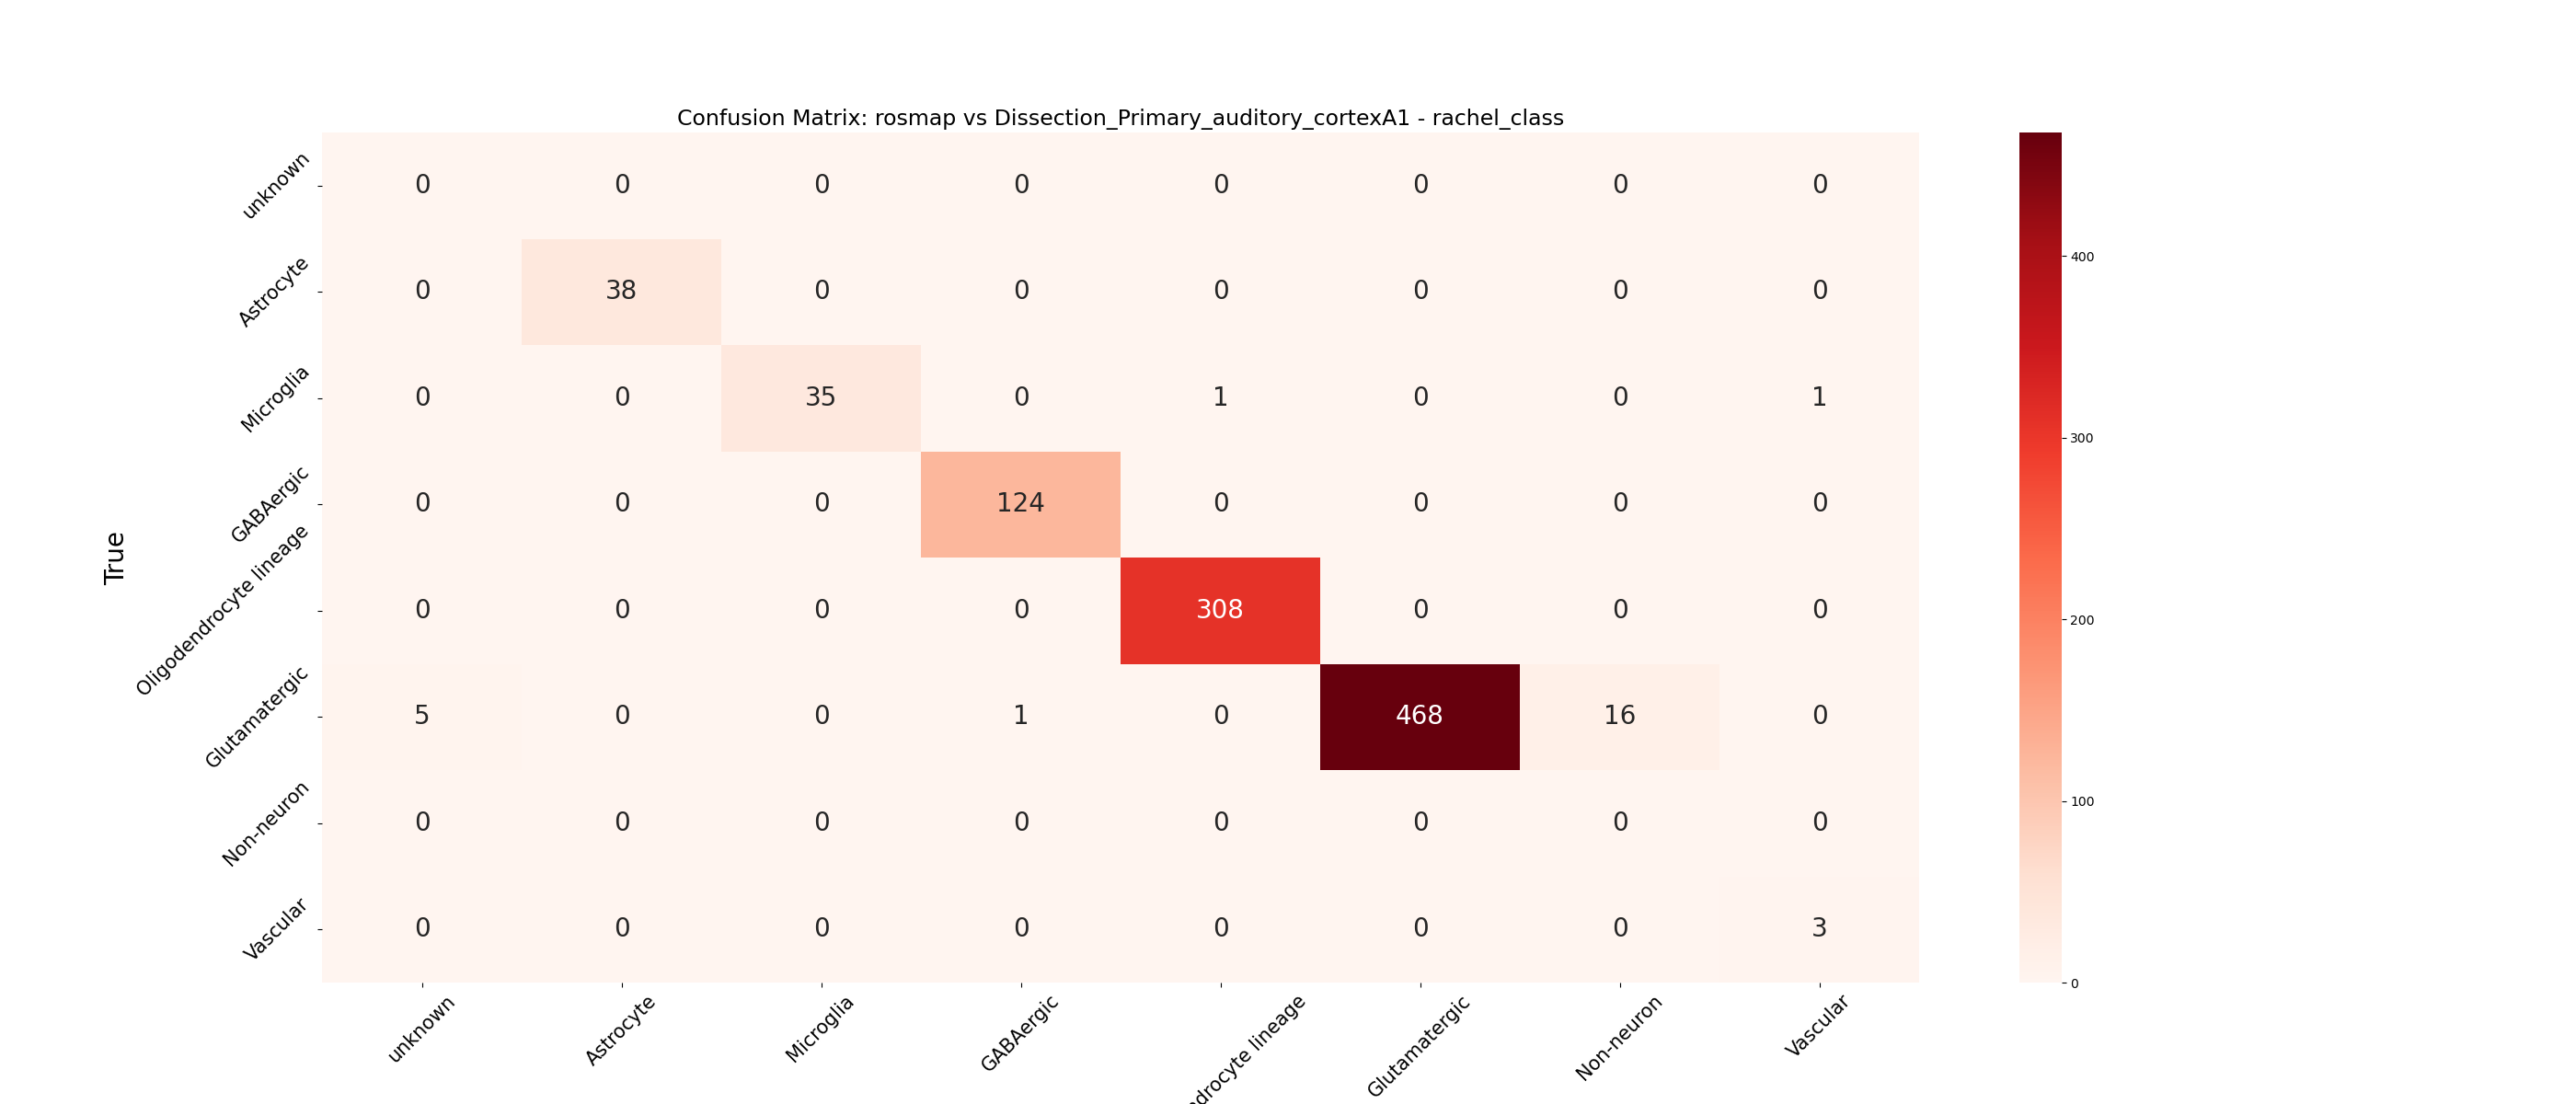 Confusion Matrix: rosmap vs Dissection_Primary_auditory_cortexA1 - rachel_class
True
unknown 0 0 0 0 0 0 0 0
Astrocyte 0 38 0 0 0 0 0 0
Microglia 0 0 35 0 1 0 0 1
GABAergic 0 0 0 124 0 0 0 0
Oligodendrocyte lineage 0 0 0 0 308 0 0 0
Glutamatergic 5 0 0 1 0 468 16 0
Non-neuron 0 0 0 0 0 0 0 0
Vascular 0 0 0 0 0 0 0 3
unknown Astrocyte Microglia GABAergic lineage Glutamatergic Non-neuron Vascular
400
300
200
100
0